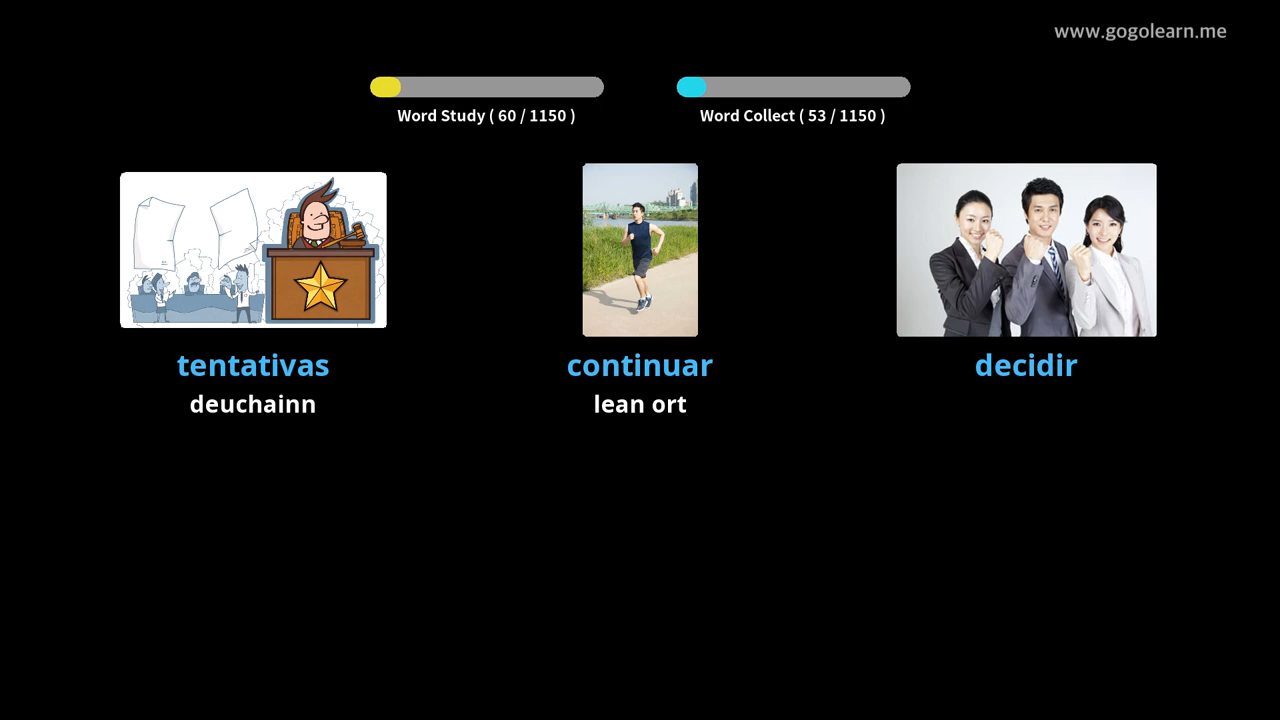 www.gogolearn.me
Word Study ( 60 / 1150 )
Word Collect ( 53 / 1150 )
tentativas
deuchainn
continuar
lean ort
decidir